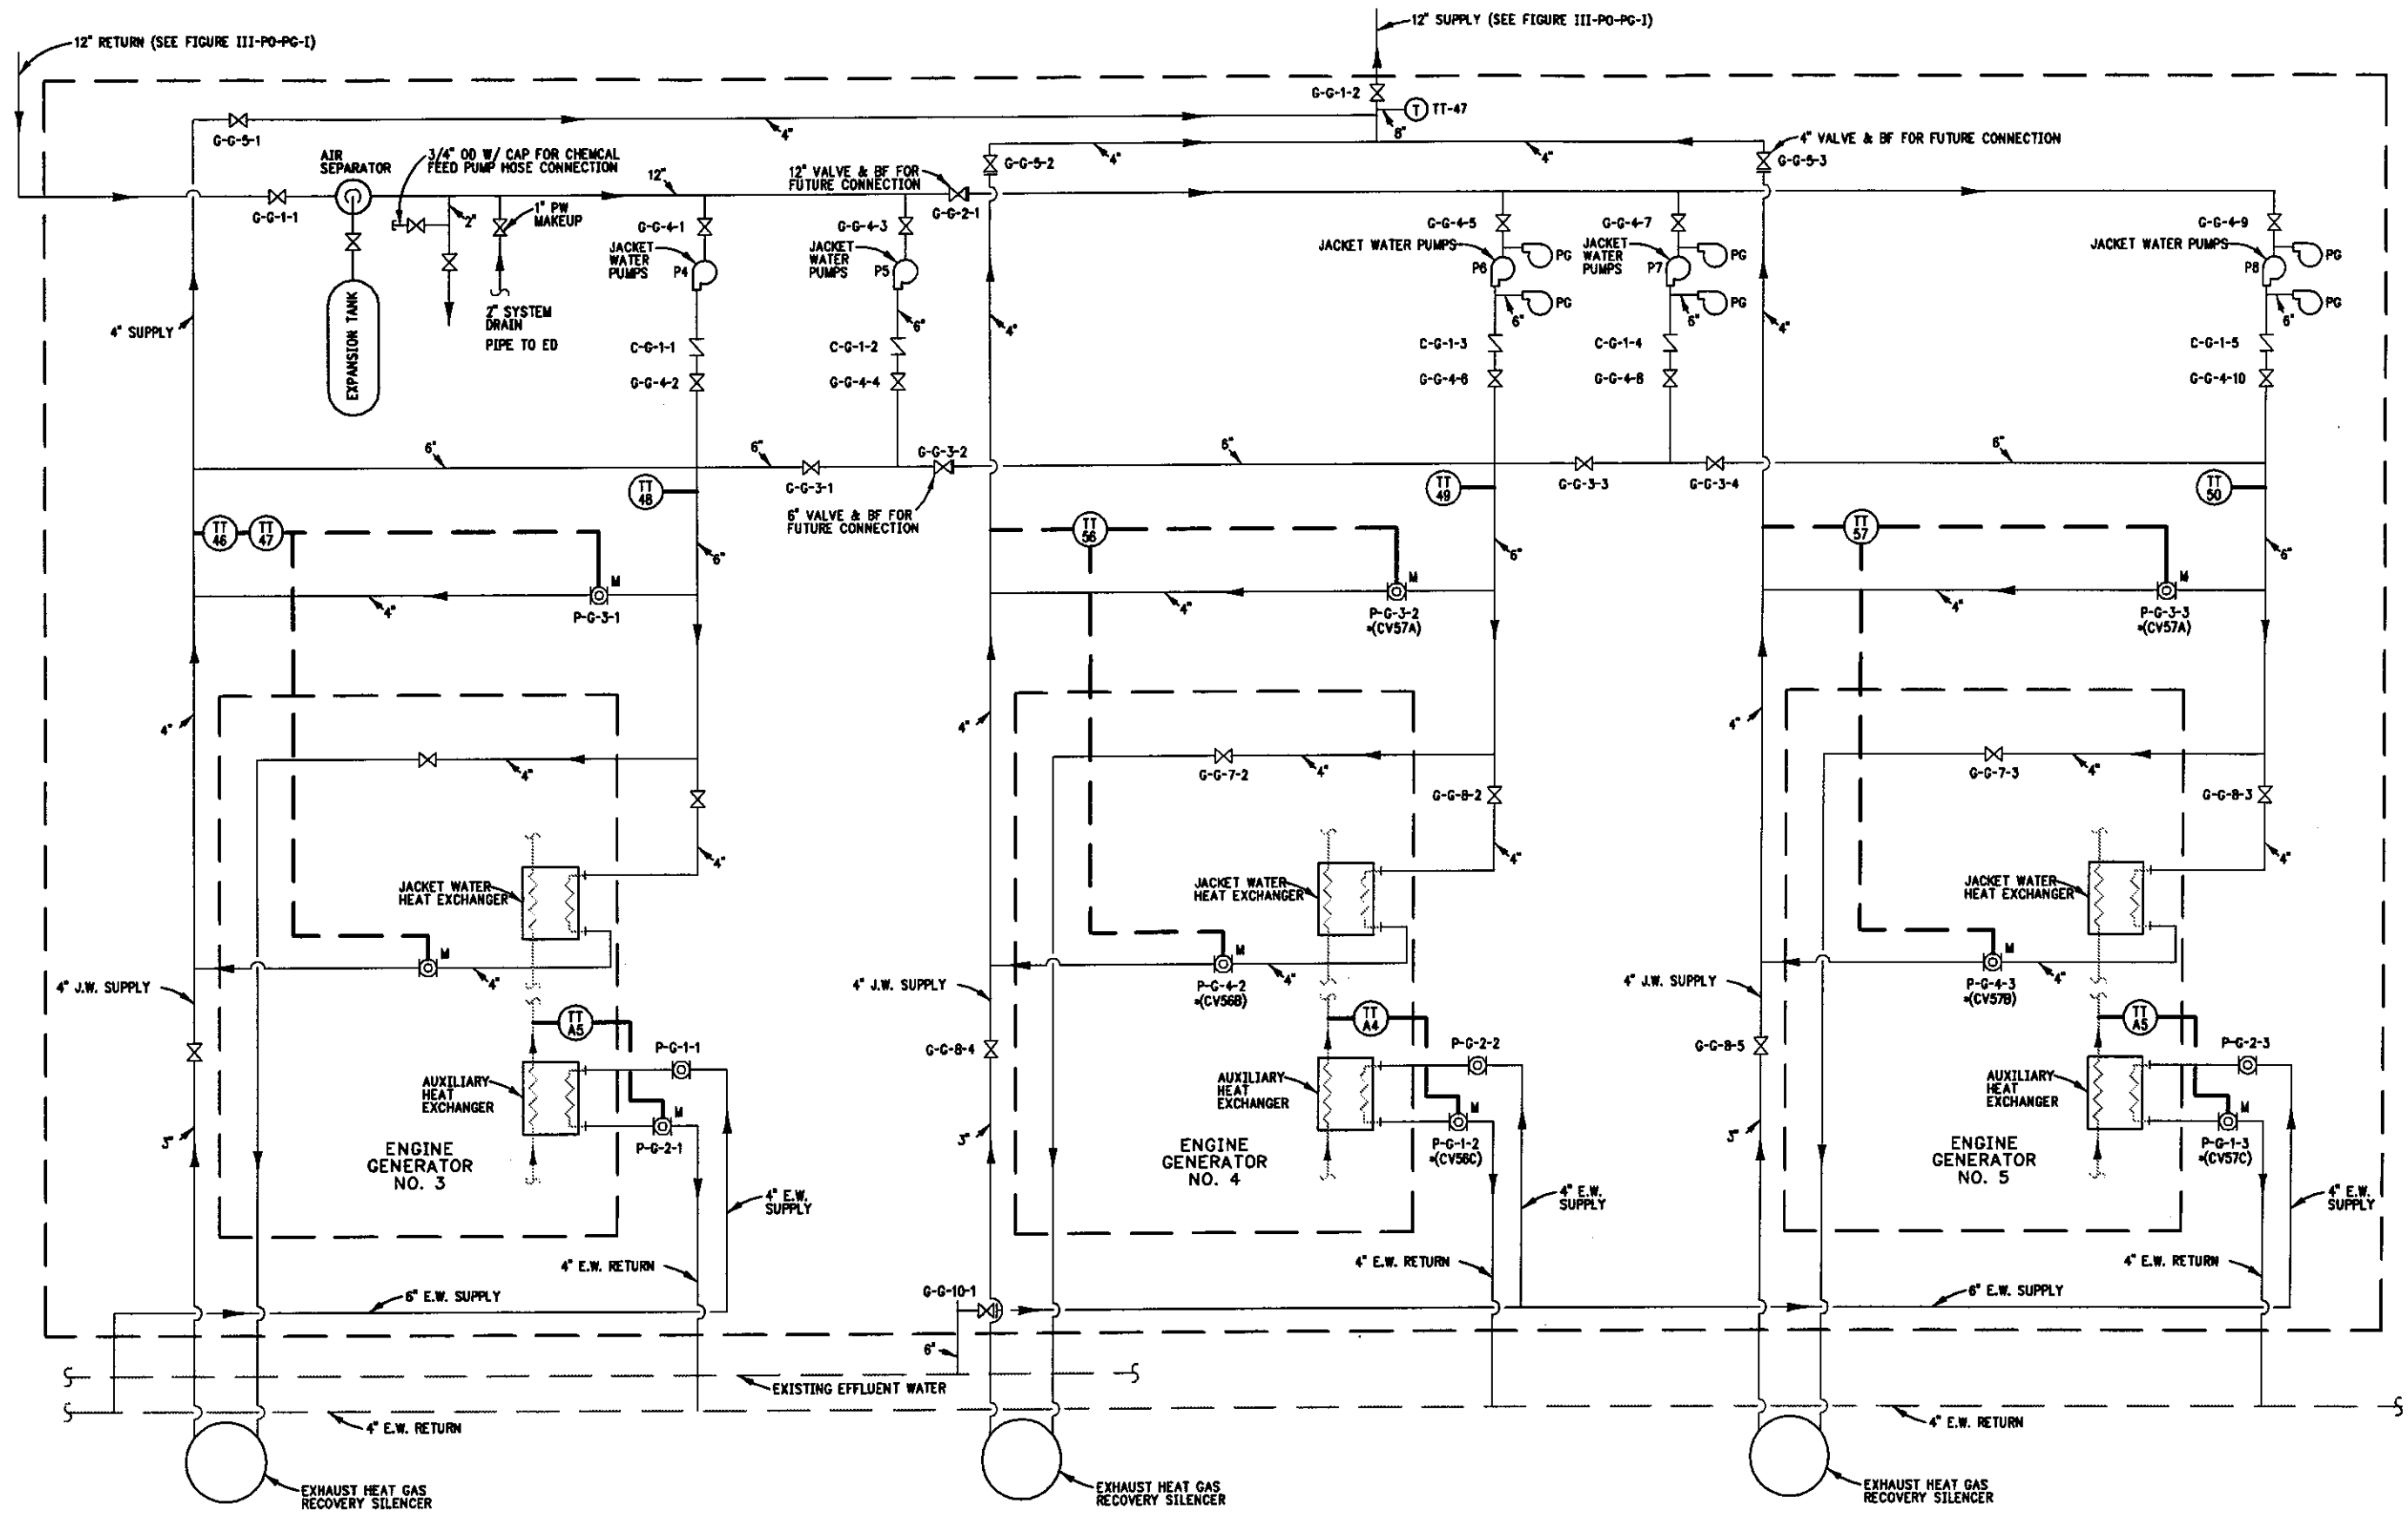 12" RETURN (SEE FIGURE III-PO-PG-I)
12" SUPPLY (SEE FIGURE III-PO-PG-I)
G-G-1-2
T
TT-47
8"
G-G-5-1
4"
4"
4"
4" VALVE & BF FOR FUTURE CONNECTION
G-G-5-2
G-G-5-3
AIR
SEPARATOR
3/4" OD W/ CAP FOR CHEMCAL
FEED PUMP HOSE CONNECTION
12"
12" VALVE & BF FOR
FUTURE CONNECTION
G-G-1-1
2"
1" PW
MAKEUP
G-G-2-1
G-G-4-1
G-G-4-3
G-G-4-5
G-G-4-7
G-G-4-9
JACKET
WATER
PUMPS
P4
JACKET
WATER
PUMPS
P5
JACKET WATER PUMPS
P6
PG
JACKET
WATER
PUMPS
P7
PG
JACKET WATER PUMPS
P8
PG
EXPANSION TANK
2" SYSTEM
DRAIN
PIPE TO ED
4" SUPPLY
6"
4"
6"
PG
6"
PG
4"
6"
PG
C-G-1-1
C-G-1-2
C-G-1-3
C-G-1-4
C-G-1-5
G-G-4-2
G-G-4-4
G-G-4-6
G-G-4-8
G-G-4-10
6"
6"
G-G-3-2
6"
6"
G-G-3-1
G-G-3-3
G-G-3-4
6" VALVE & BF FOR
FUTURE CONNECTION
TT
48
TT
49
TT
50
TT
46
TT
47
TT
56
TT
57
6"
6"
6"
M
M
M
4"
4"
4"
P-G-3-1
P-G-3-2
*(CV57A)
P-G-3-3
*(CV57A)
4"
4"
4"
4"
4"
4"
G-G-7-2
G-G-7-3
G-G-8-2
G-G-8-3
4"
4"
4"
JACKET WATER
HEAT EXCHANGER
JACKET WATER
HEAT EXCHANGER
JACKET WATER
HEAT EXCHANGER
M
M
M
4"
4"
4"
4" J.W. SUPPLY
4" J.W. SUPPLY
4" J.W. SUPPLY
P-G-4-2
*(CV56B)
P-G-4-3
*(CV57B)
TT
A5
TT
A4
TT
A5
G-G-8-4
G-G-8-5
P-G-1-1
P-G-2-2
P-G-2-3
AUXILIARY
HEAT
EXCHANGER
AUXILIARY
HEAT
EXCHANGER
AUXILIARY
HEAT
EXCHANGER
M
M
M
P-G-2-1
P-G-1-2
*(CV56C)
P-G-1-3
*(CV57C)
3"
3"
3"
ENGINE
GENERATOR
NO. 3
ENGINE
GENERATOR
NO. 4
ENGINE
GENERATOR
NO. 5
4" E.W.
SUPPLY
4" E.W.
SUPPLY
4" E.W.
SUPPLY
4" E.W. RETURN
4" E.W. RETURN
4" E.W. RETURN
6" E.W. SUPPLY
G-G-10-1
6" E.W. SUPPLY
6"
EXISTING EFFLUENT WATER
4" E.W. RETURN
4" E.W. RETURN
EXHAUST HEAT GAS
RECOVERY SILENCER
EXHAUST HEAT GAS
RECOVERY SILENCER
EXHAUST HEAT GAS
RECOVERY SILENCER